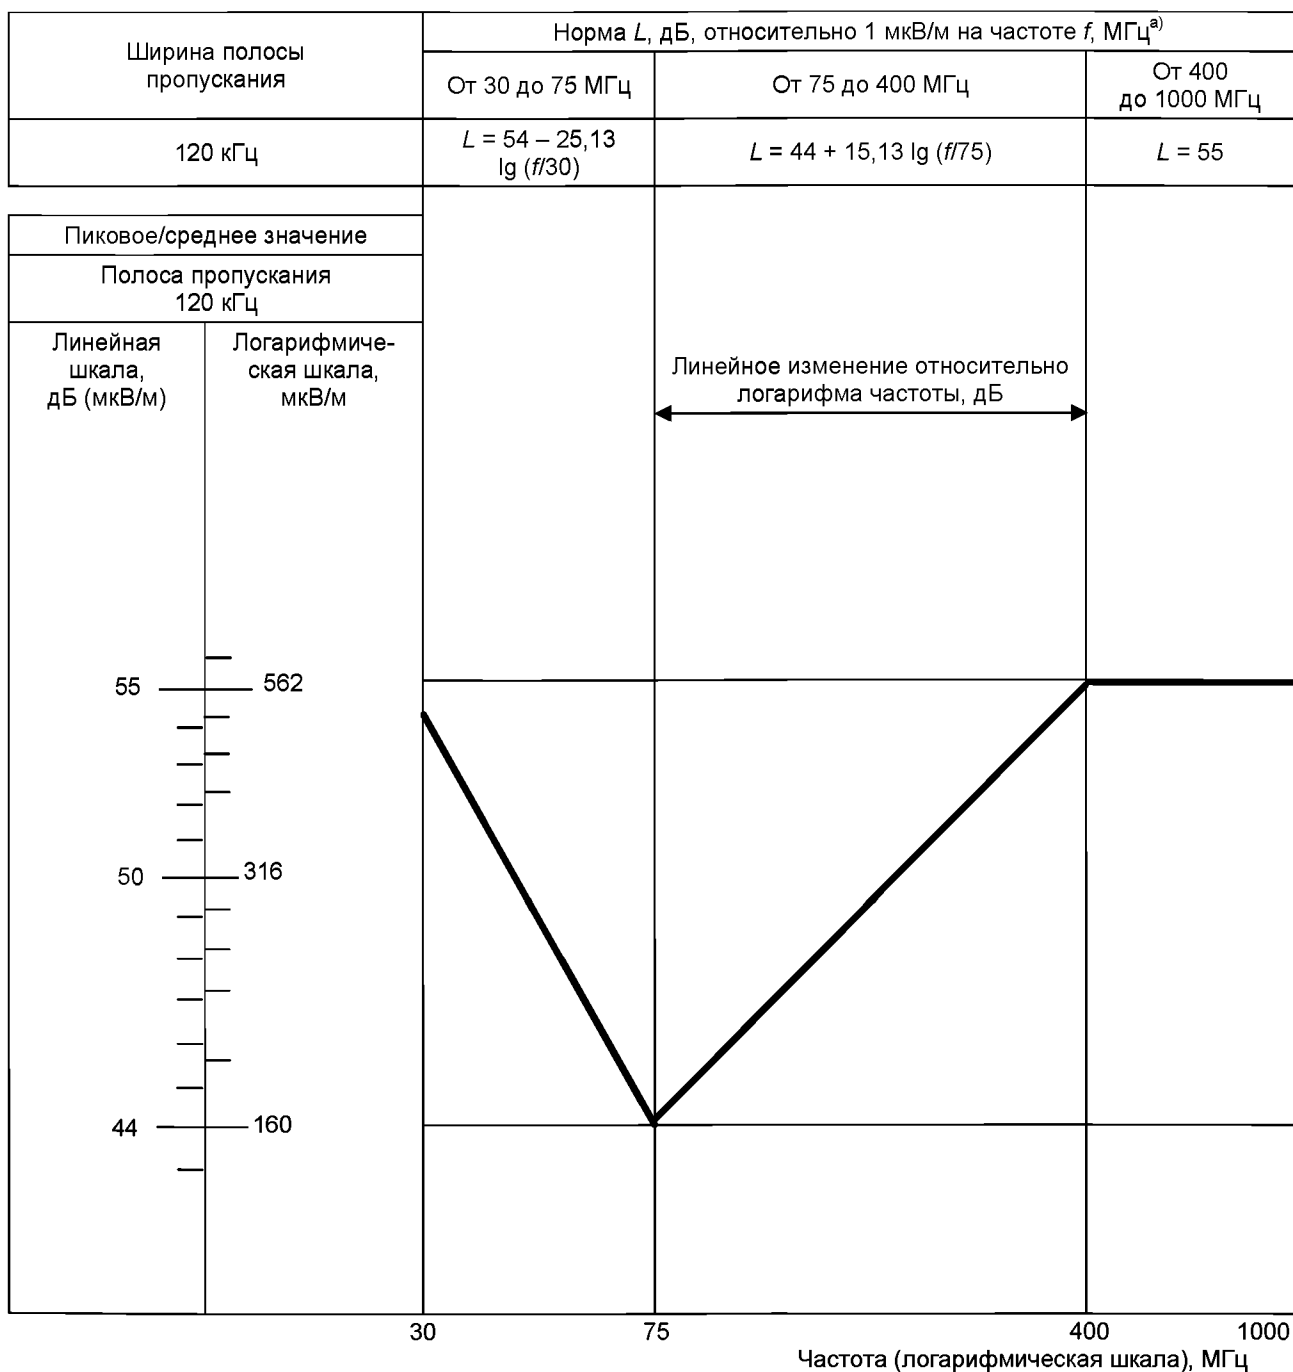 Ширина полосы
пропускания
Норма L, дБ, относительно 1 мкВ/м на частоте f, МГц^a)
От 30 до 75 МГц
От 75 до 400 МГц
От 400
до 1000 МГц
120 кГц
L = 54 – 25,13
lg (f/30)
L = 44 + 15,13 lg (f/75)
L = 55
Пиковое/среднее значение
Полоса пропускания
120 кГц
Линейная
шкала,
дБ (мкВ/м)
Логарифмиче-
ская шкала,
мкВ/м
Линейное изменение относительно
логарифма частоты, дБ
55
562
50
316
44
160
30
75
400
1000
Частота (логарифмическая шкала), МГц